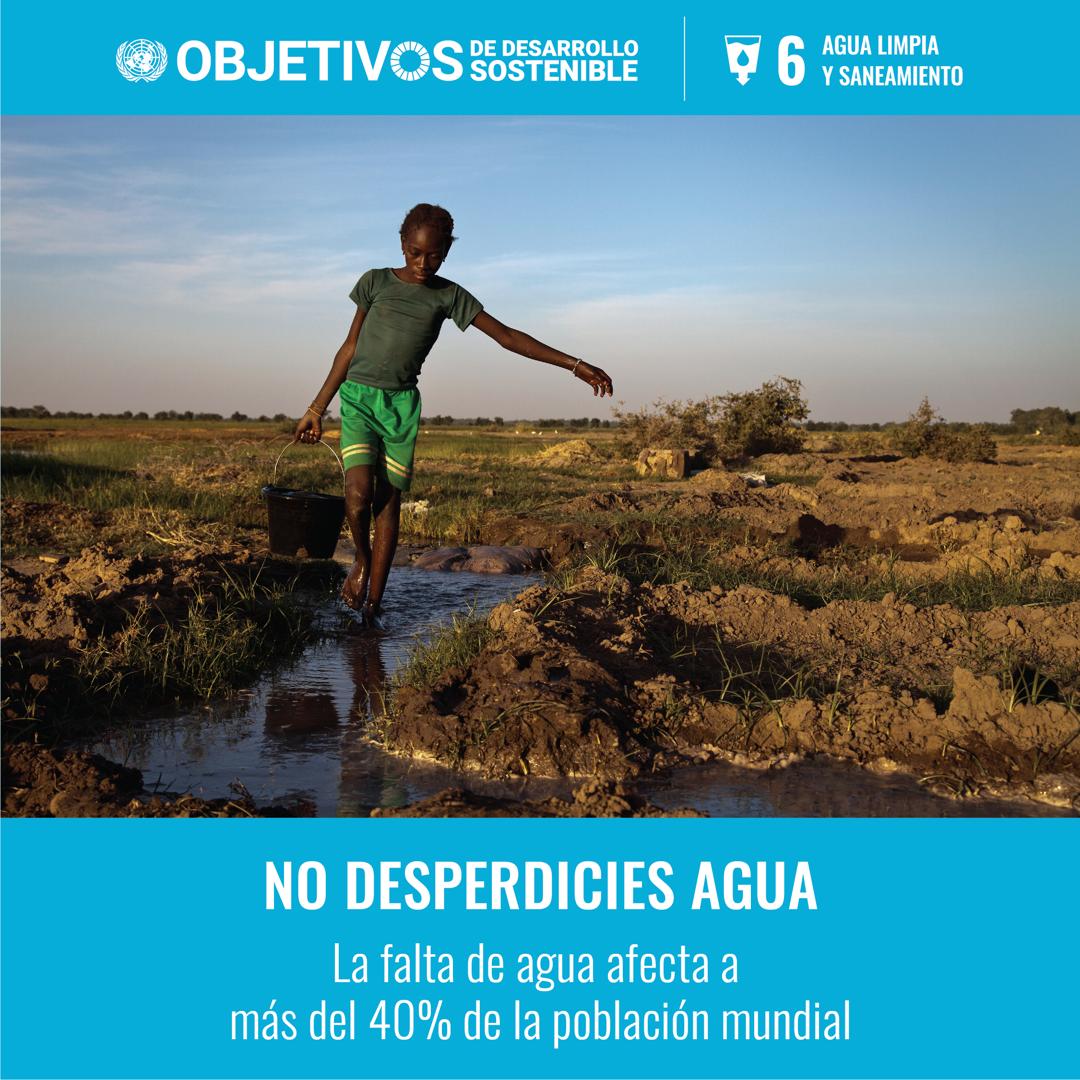 OBJETIVOS DE DESARROLLO
SOSTENIBLE
6 AGUA LIMPIA
Y SANEAMIENTO
NO DESPERDICIES AGUA
La falta de agua afecta a
más del 40% de la población mundial